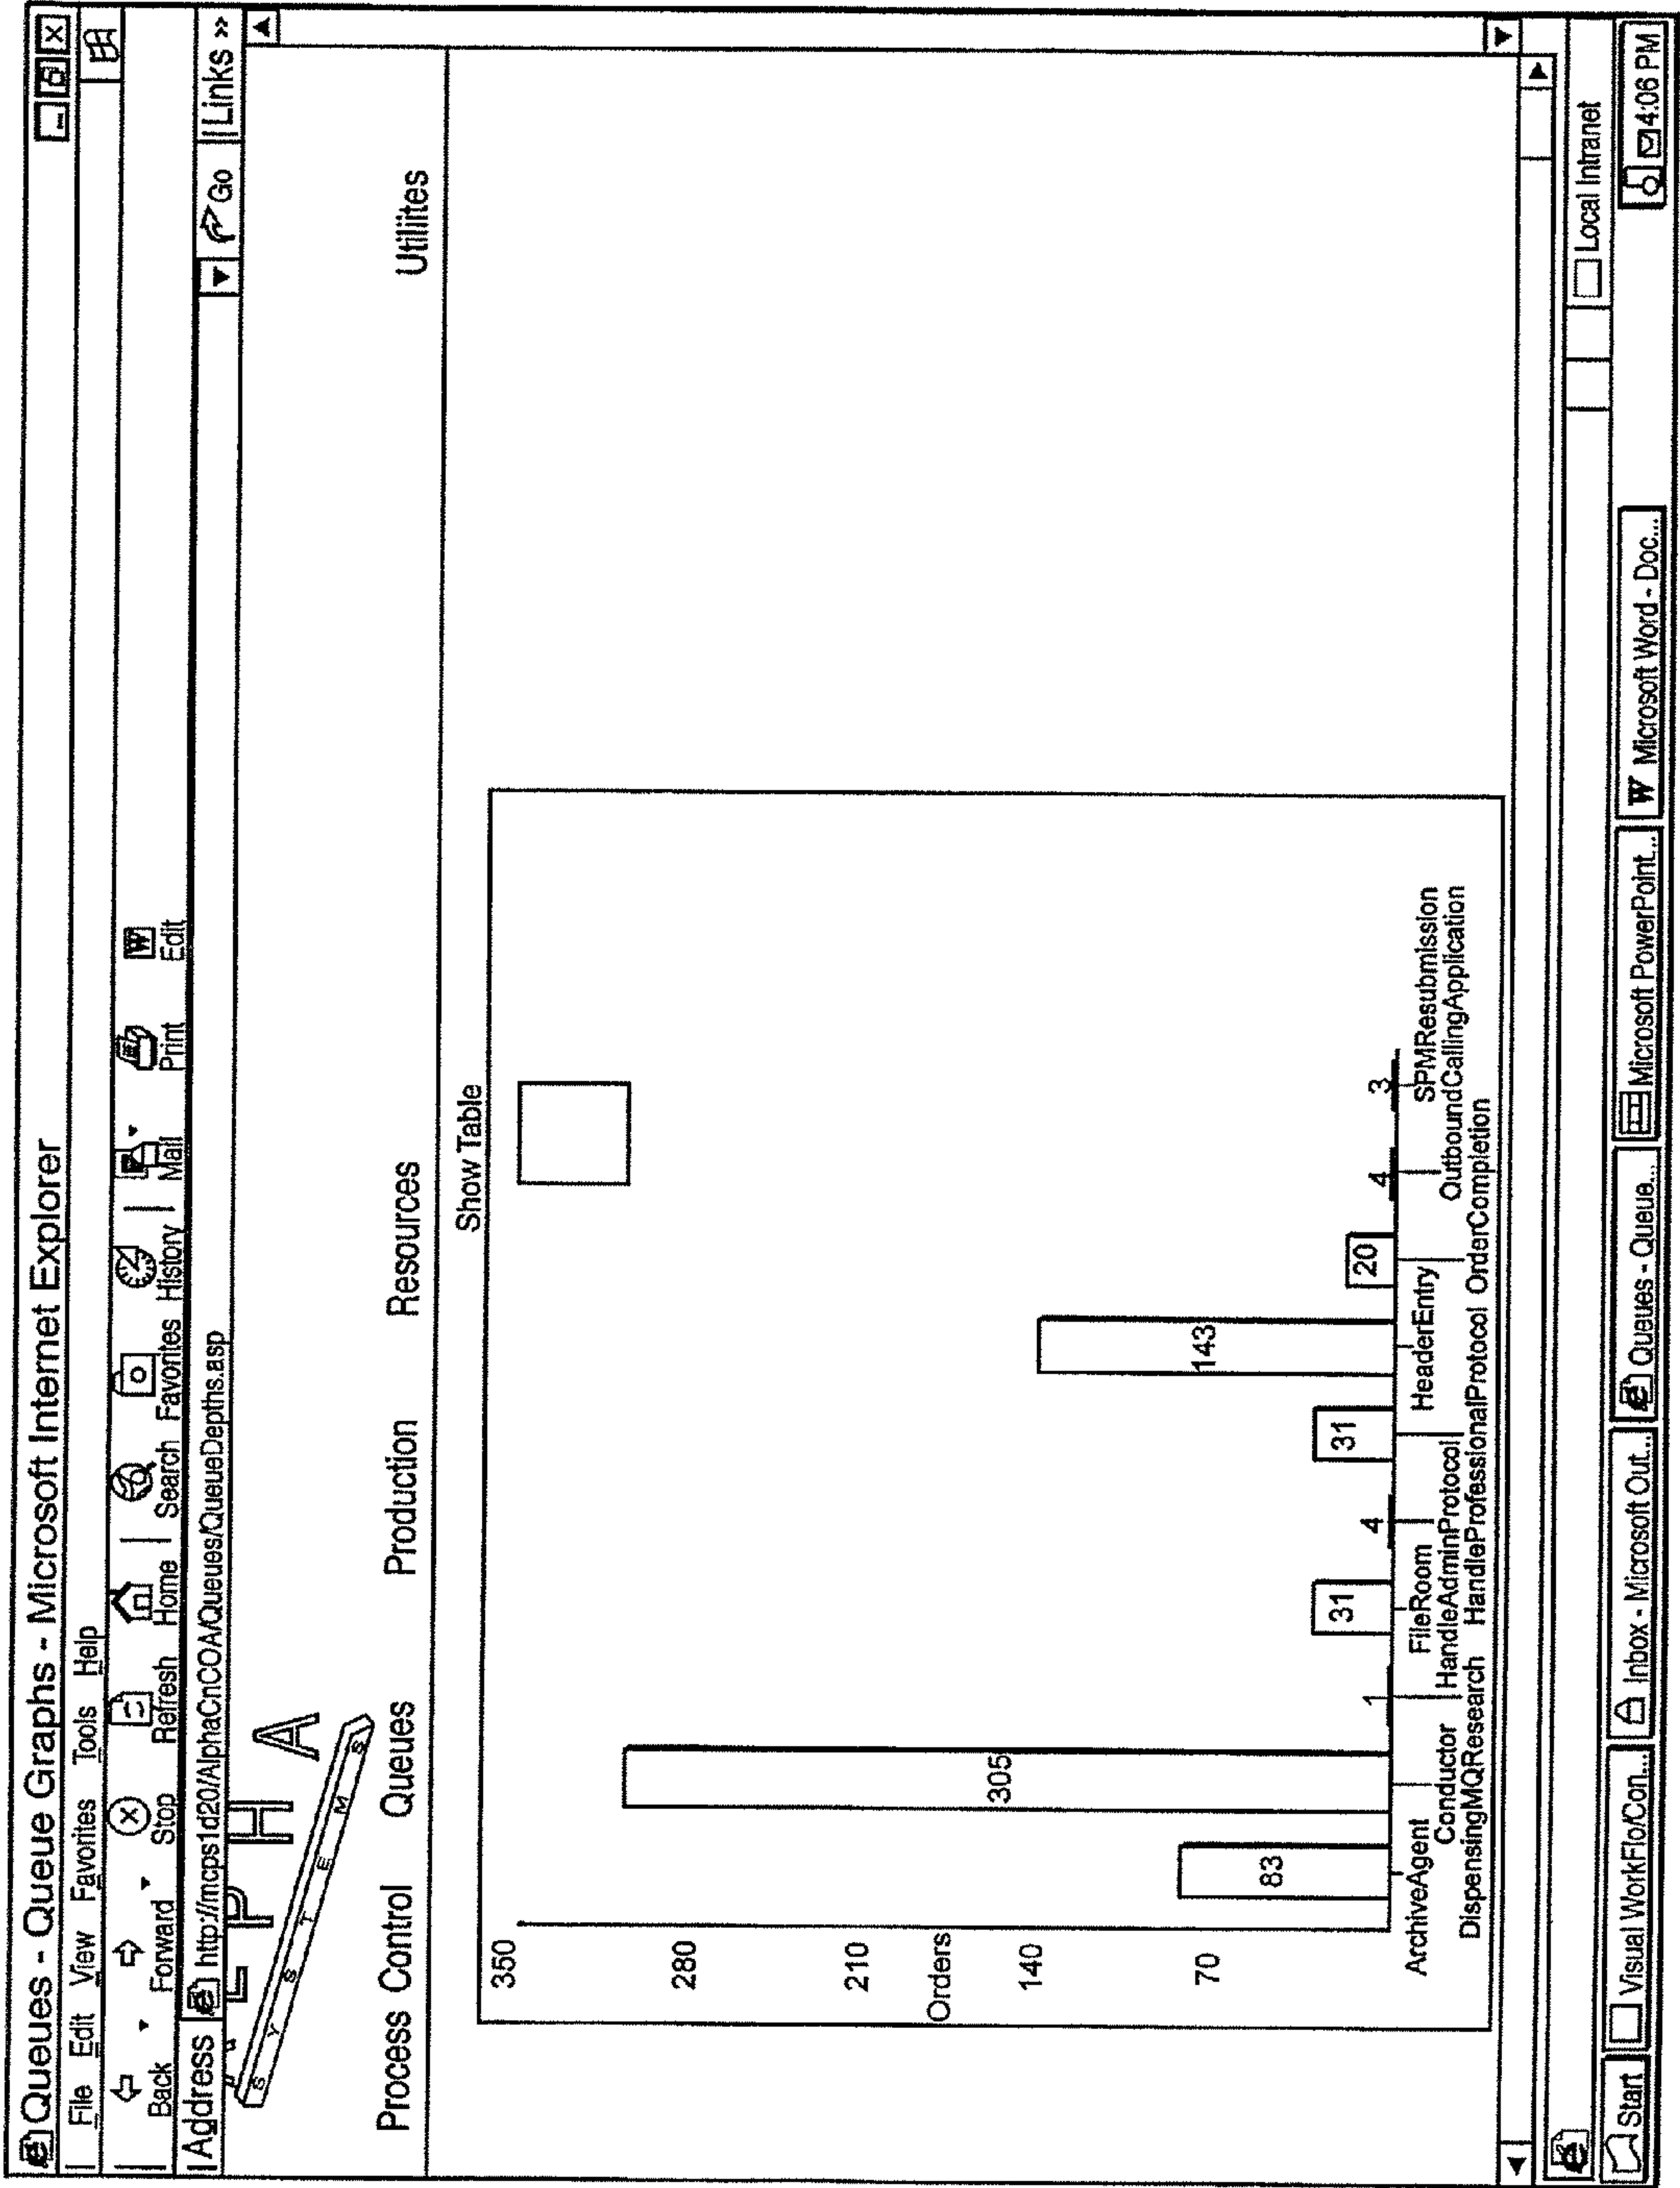 Queues - Queue Graphs - Microsoft Internet Explorer
File Edit View Favorites Tools Help
Back Forward Stop Refresh Home Search Favorites History Mail Print Edit
Address http://mcps1d20/AlphaCnCOA/Queues/QueueDepths.asp Go Links »
L P H A
S Y S T E M S
Process Control Queues Production Resources Utiliites
Show Table
350
280
210
Orders
140
70
83
305
1
31
4
31
143
20
4
3
ArchiveAgent FileRoom HeaderEntry SPMResubmission
Conductor HandleAdminProtocol OutboundCallingApplication
DispensingMQResearch HandleProfessionalProtocol OrderCompletion
Local Intranet
Start Visual WorkFlo/Con... Inbox - Microsoft Out... Queues - Queue... Microsoft PowerPoint... W Microsoft Word - Doc... 4:06 PM